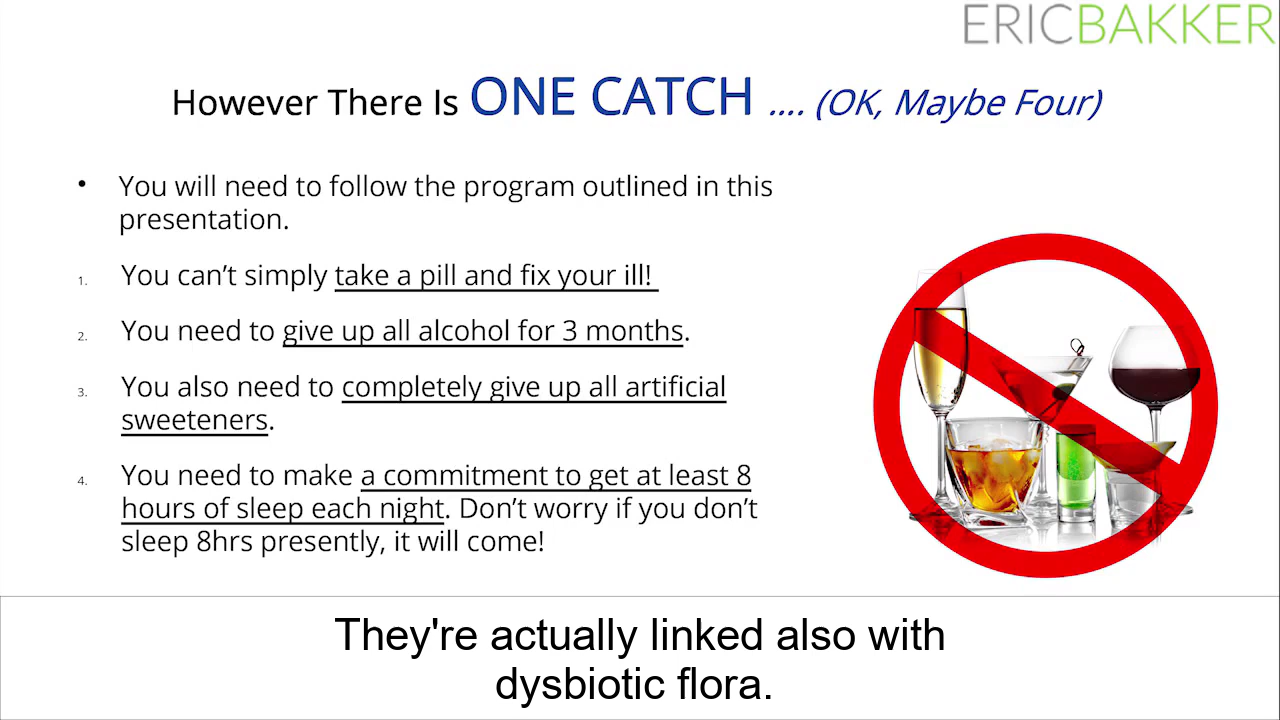 ERICBAKKER
However There Is ONE CATCH .... (OK, Maybe Four)
• You will need to follow the program outlined in this
presentation.
1. You can’t simply take a pill and fix your ill!
2. You need to give up all alcohol for 3 months.
3. You also need to completely give up all artificial
sweeteners.
4. You need to make a commitment to get at least 8
hours of sleep each night. Don’t worry if you don’t
sleep 8hrs presently, it will come!
They're actually linked also with
dysbiotic flora.